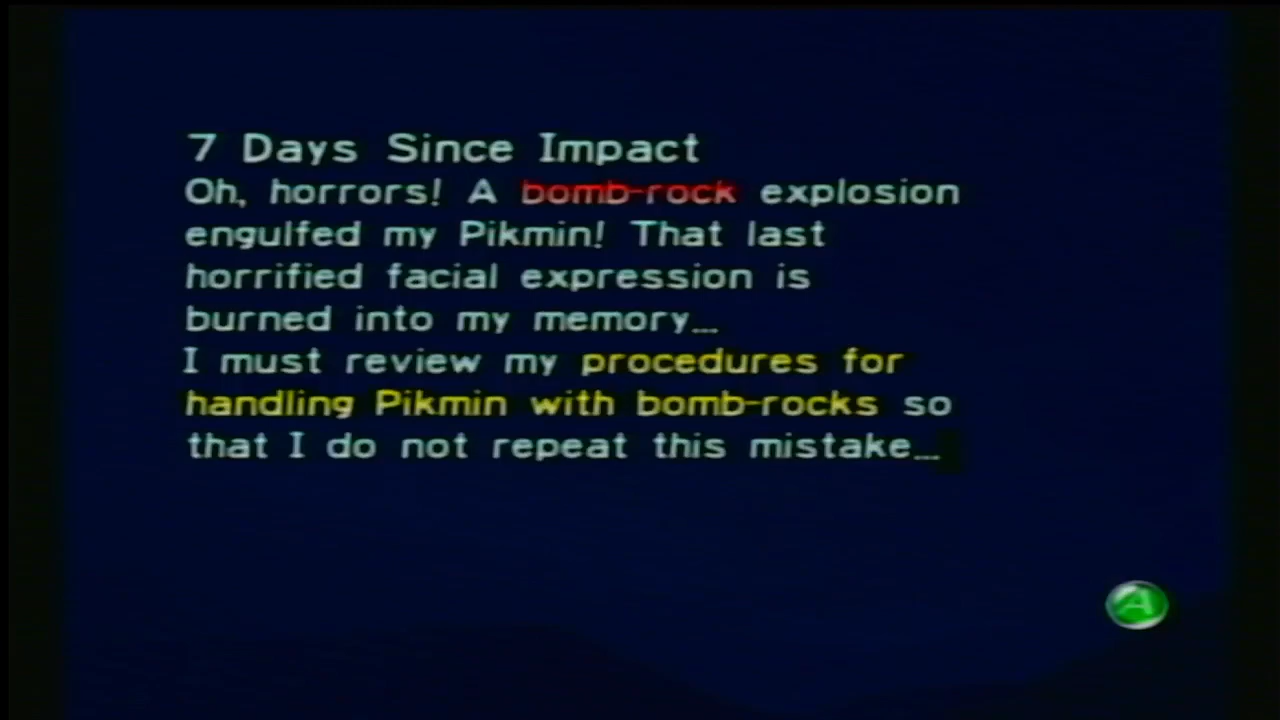 7 Days Since Impact
Oh, horrors! A bomb-rock explosion
engulfed my Pikmin! That last
horrified facial expression is
burned into my memory...
I must review my procedures for
handling Pikmin with bomb-rocks so
that I do not repeat this mistake...
A